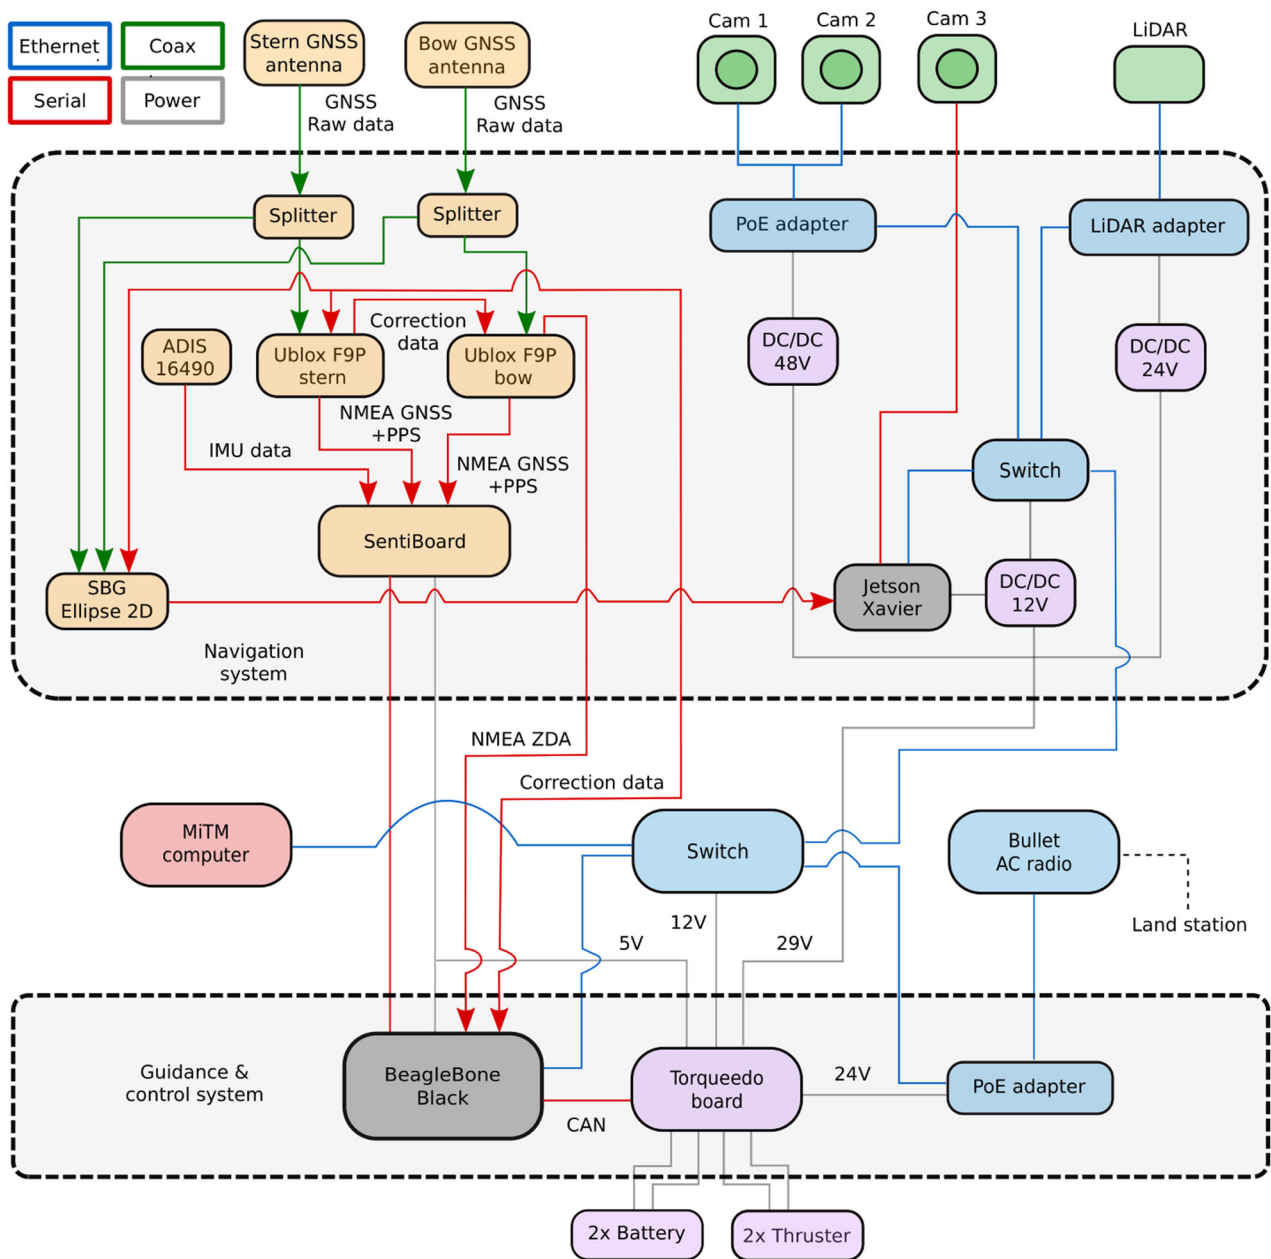 Ethernet
Coax
Serial
Power
Stern GNSS
antenna
Bow GNSS
antenna
Cam 1
Cam 2
Cam 3
LiDAR
GNSS
Raw data
GNSS
Raw data
Splitter
Splitter
PoE adapter
LiDAR adapter
ADIS
16490
Ublox F9P
stern
Correction
data
Ublox F9P
bow
DC/DC
48V
DC/DC
24V
NMEA GNSS
+PPS
IMU data
NMEA GNSS
+PPS
Switch
SentiBoard
SBG
Ellipse 2D
Jetson
Xavier
DC/DC
12V
Navigation
system
NMEA ZDA
Correction data
MiTM
computer
Switch
Bullet
AC radio
Land station
5V
12V
29V
Guidance &
control system
BeagleBone
Black
CAN
Torqueedo
board
24V
PoE adapter
2x Battery
2x Thruster